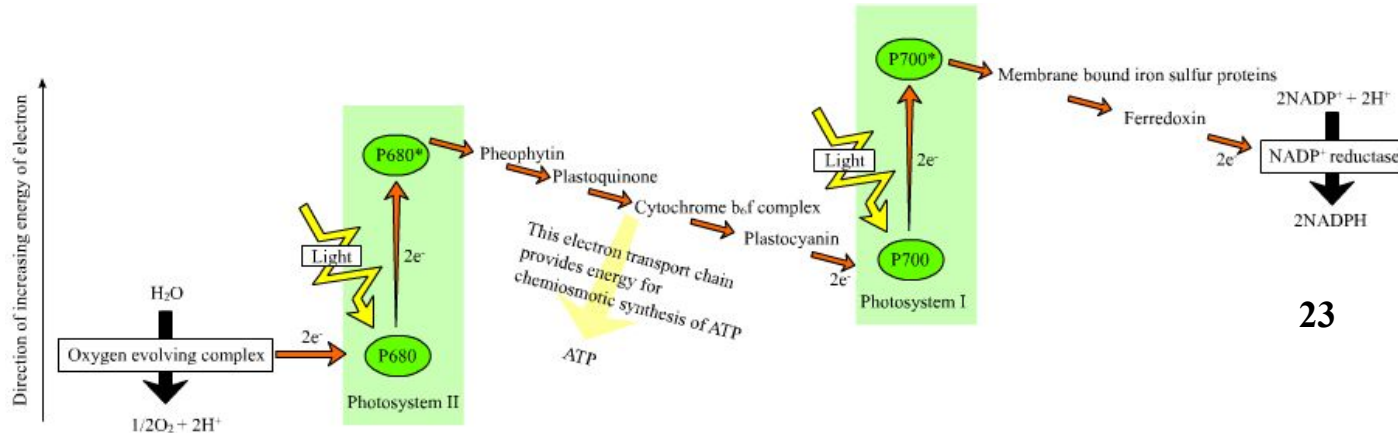 Direction of increasing energy of electron
H₂O
Oxygen evolving complex
1/2O₂ + 2H⁺
2e⁻
Light
P680*
2e⁻
P680
Photosystem II
Pheophytin
Plastoquinone
Cytochrome b₆f complex
Plastocyanin
2e⁻
This electron transport chain
provides energy for
chemiosmotic synthesis of ATP
ATP
P700*
Light
2e⁻
P700
Photosystem I
Membrane bound iron sulfur proteins
Ferredoxin
2e⁻
2NADP⁺ + 2H⁺
NADP⁺ reductase
2NADPH
23